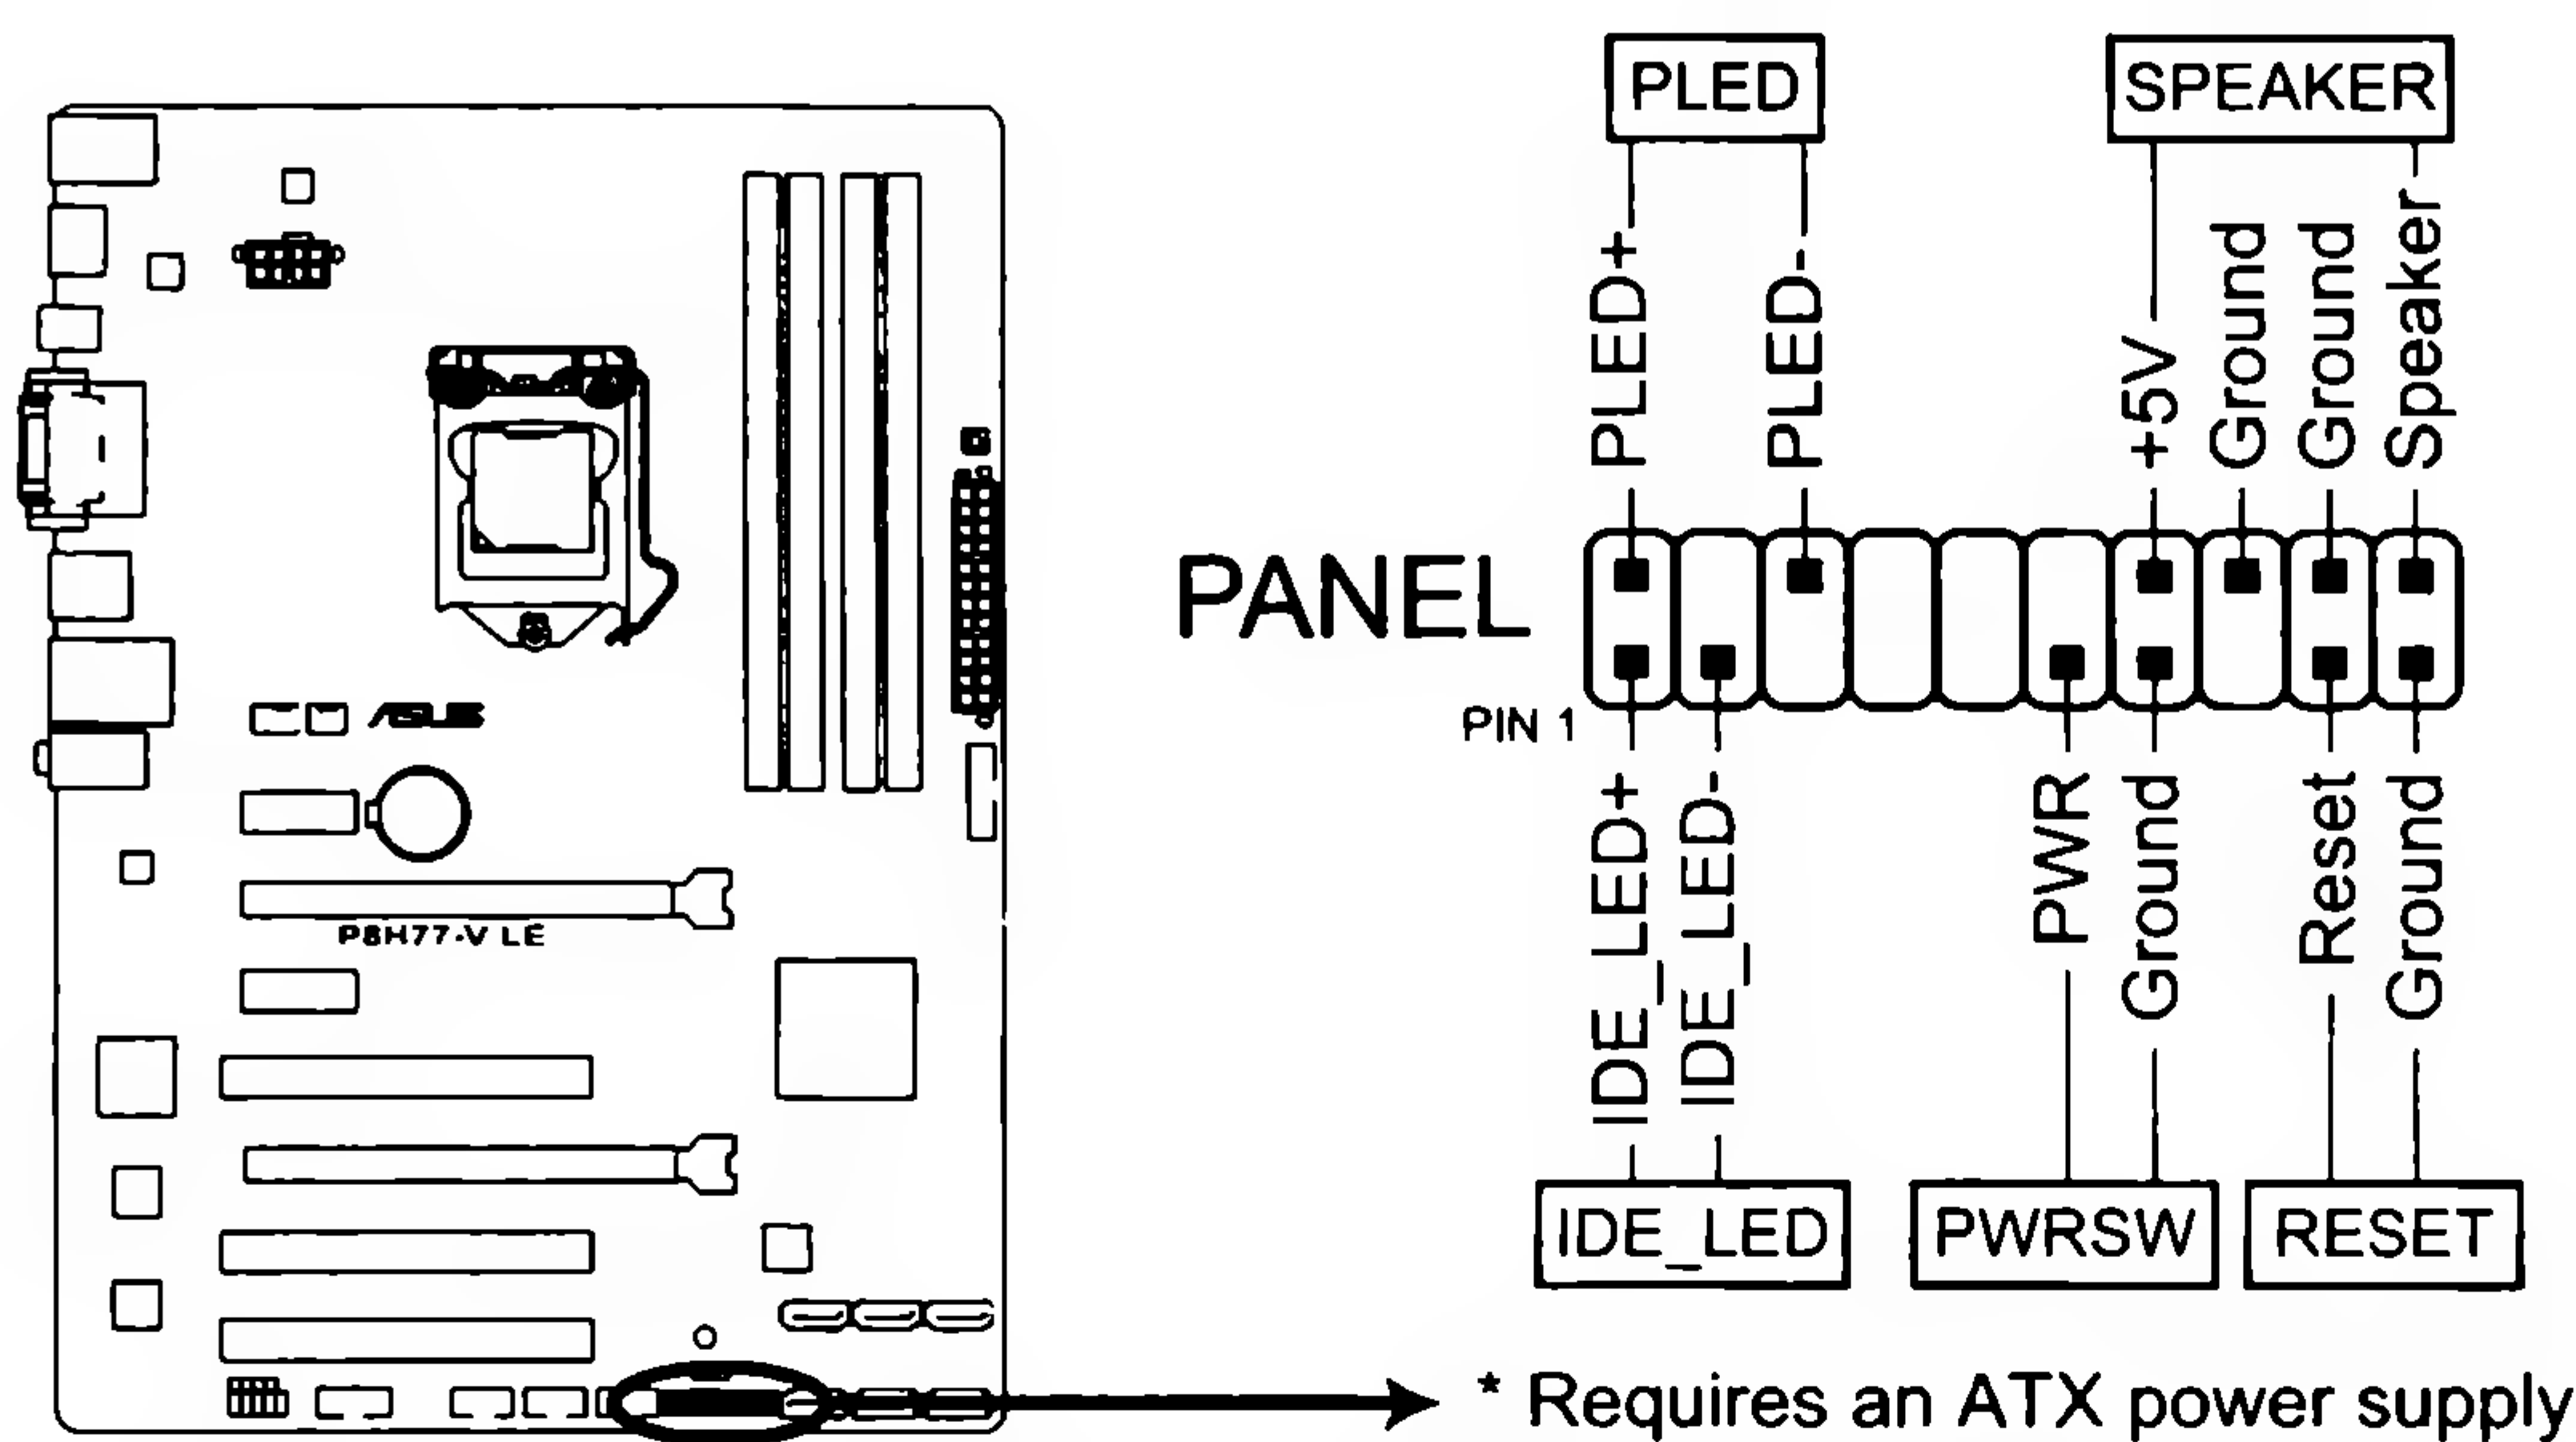 PLED
SPEAKER
PLED+
PLED-
+5V
Ground
Ground
Speaker
PANEL
PIN 1
IDE_LED+
IDE_LED-
PWR
Ground
Reset
Ground
IDE_LED
PWRSW
RESET
ASUS
P8H77-V LE
* Requires an ATX power supply